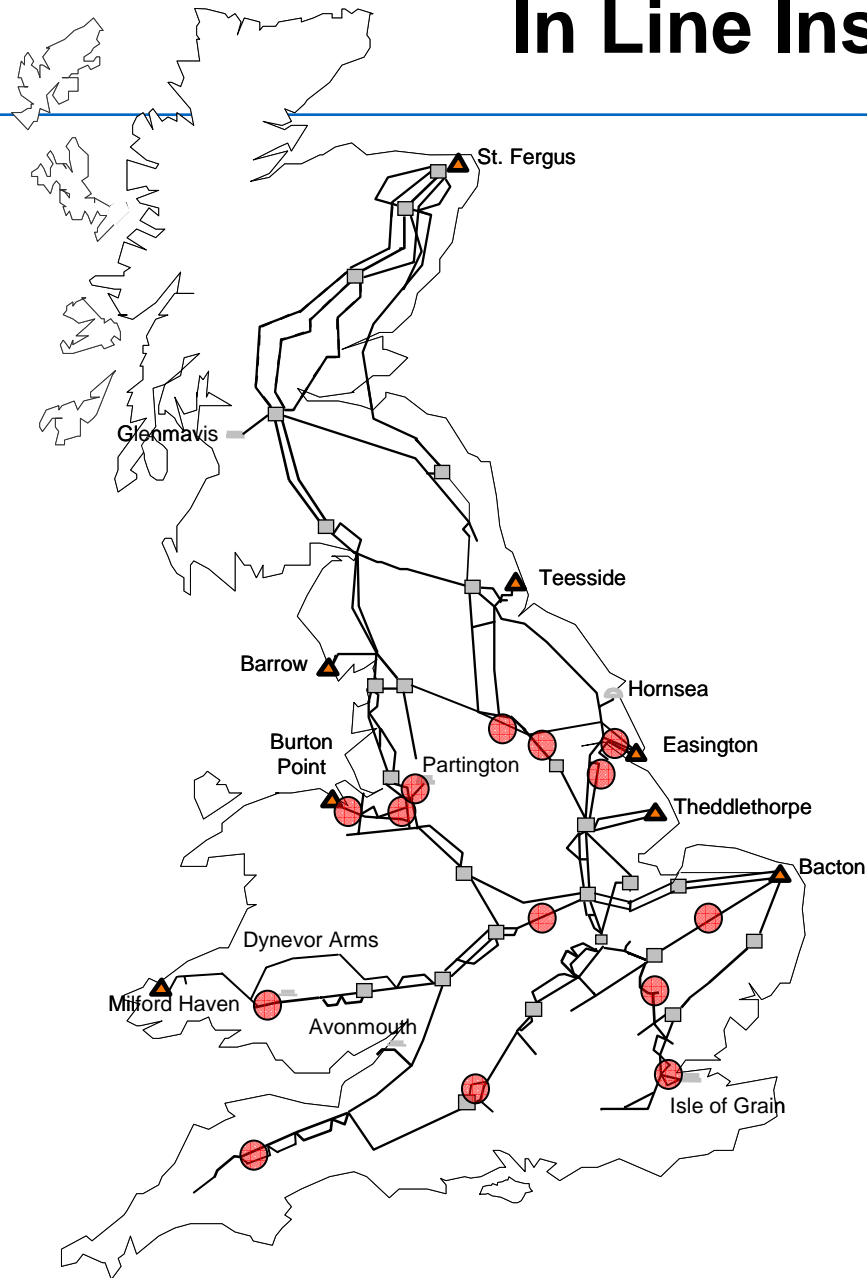 In Line Ins
St. Fergus
Glenmavis
Teesside
Barrow
Hornsea
Burton
Point
Partington
Easington
Theddlethorpe
Bacton
Dynevor Arms
Milford Haven
Avonmouth
Isle of Grain